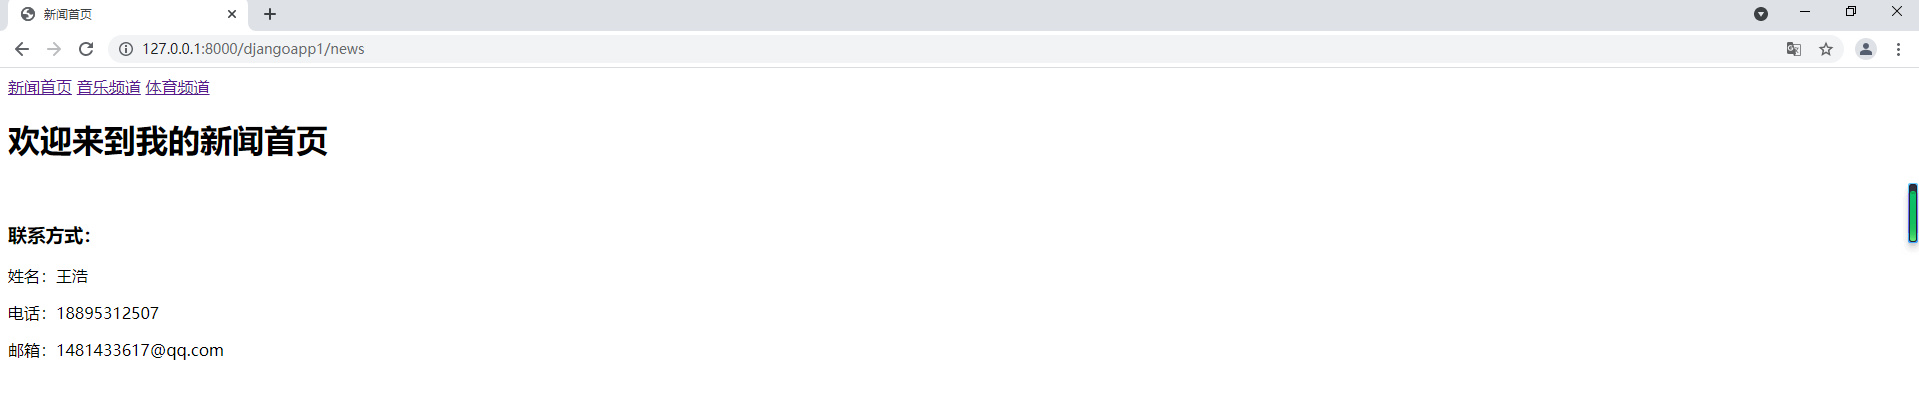 新闻首页
127.0.0.1:8000/djangoapp1/news
新闻首页 音乐频道 体育频道
欢迎来到我的新闻首页
联系方式：
姓名：王浩
电话：18895312507
邮箱：1481433617@qq.com